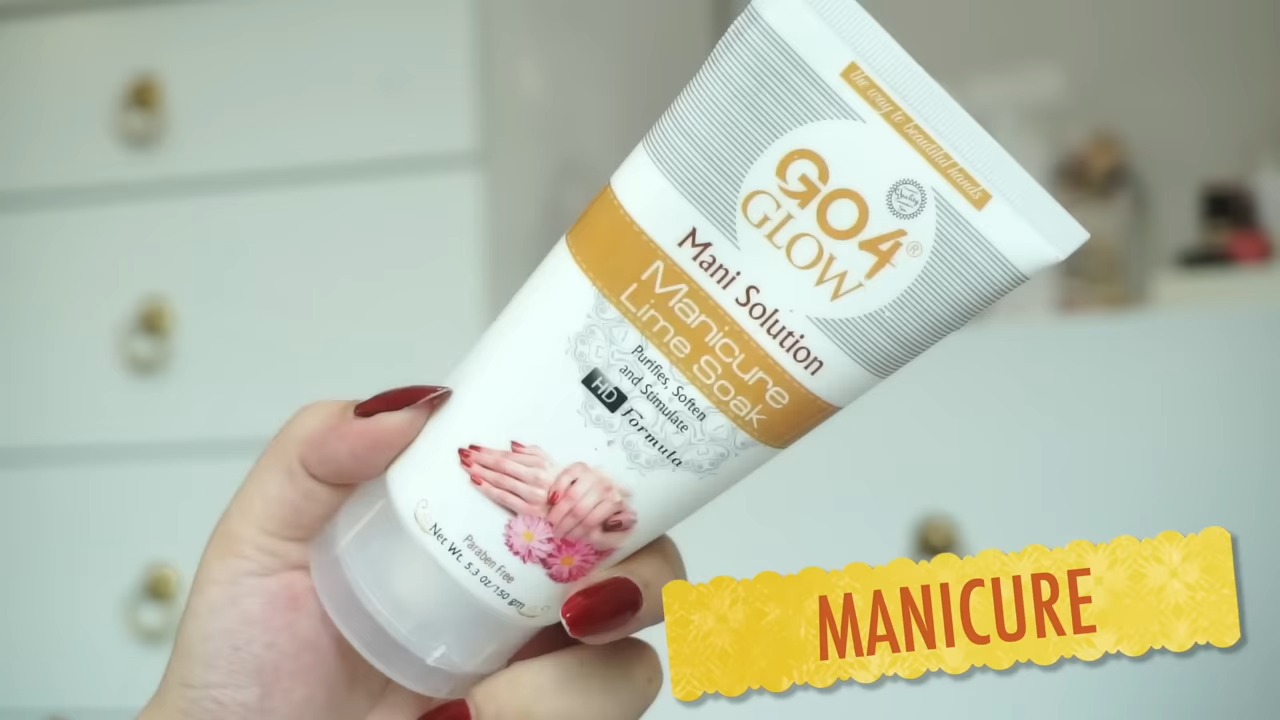 the way to beautiful hands
GO4
GLOW®
Quality
Mani Solution
Manicure
Lime Soak
Purifies, Soften
and Stimulate
HD Formula
Paraben Free
Net Wt. 5.3 oz/150 gm
MANICURE